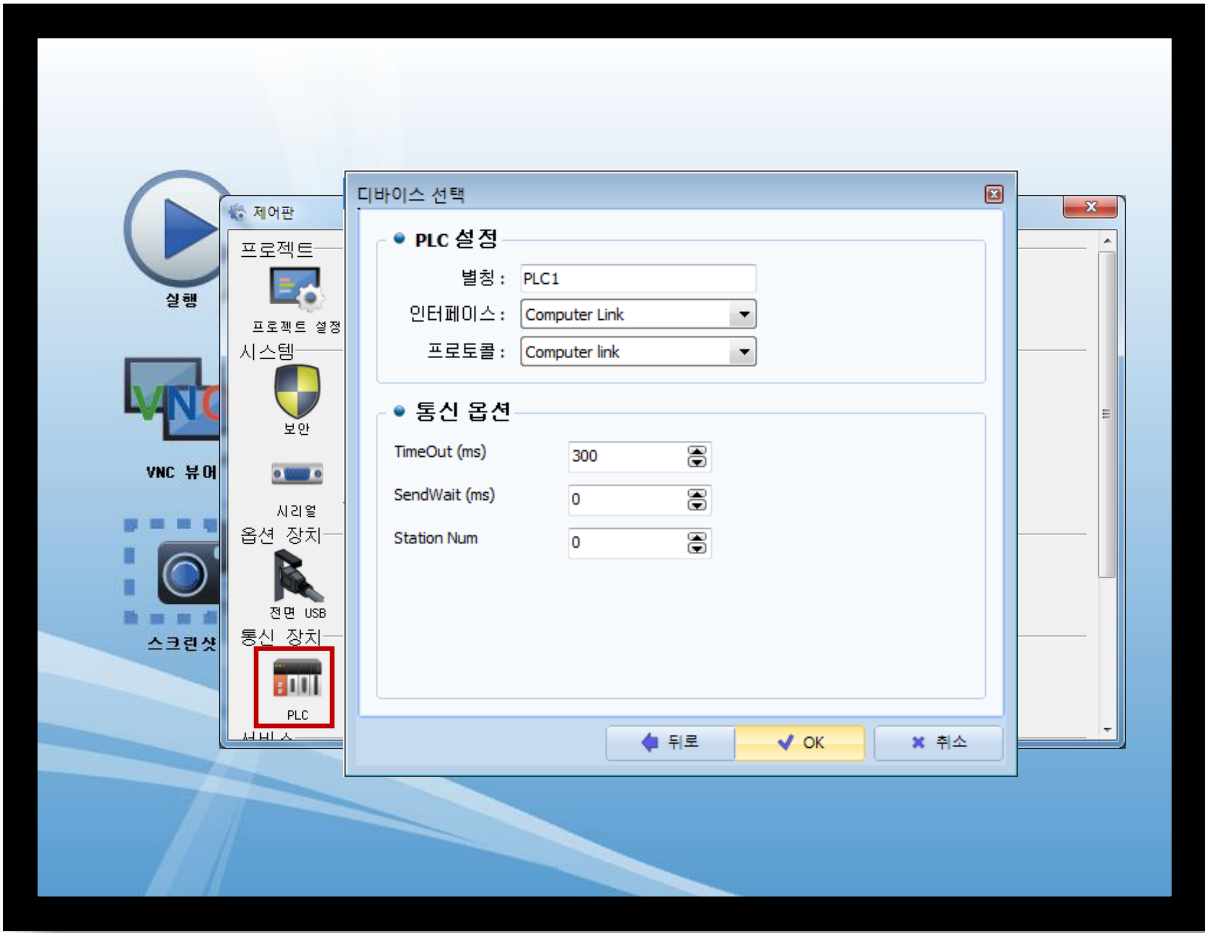 실행
VNC
VNC 뷰어
스크린샷
제어판
프로젝트
프로젝트 설정
시스템
보안
시리얼
옵션 장치
전면 USB
통신 장치
PLC
서비스
디바이스 선택
PLC 설정
별칭 : PLC1
인터페이스 : Computer Link
프로토콜 : Computer link
통신 옵션
TimeOut (ms) 300
SendWait (ms) 0
Station Num 0
뒤로 OK 취소